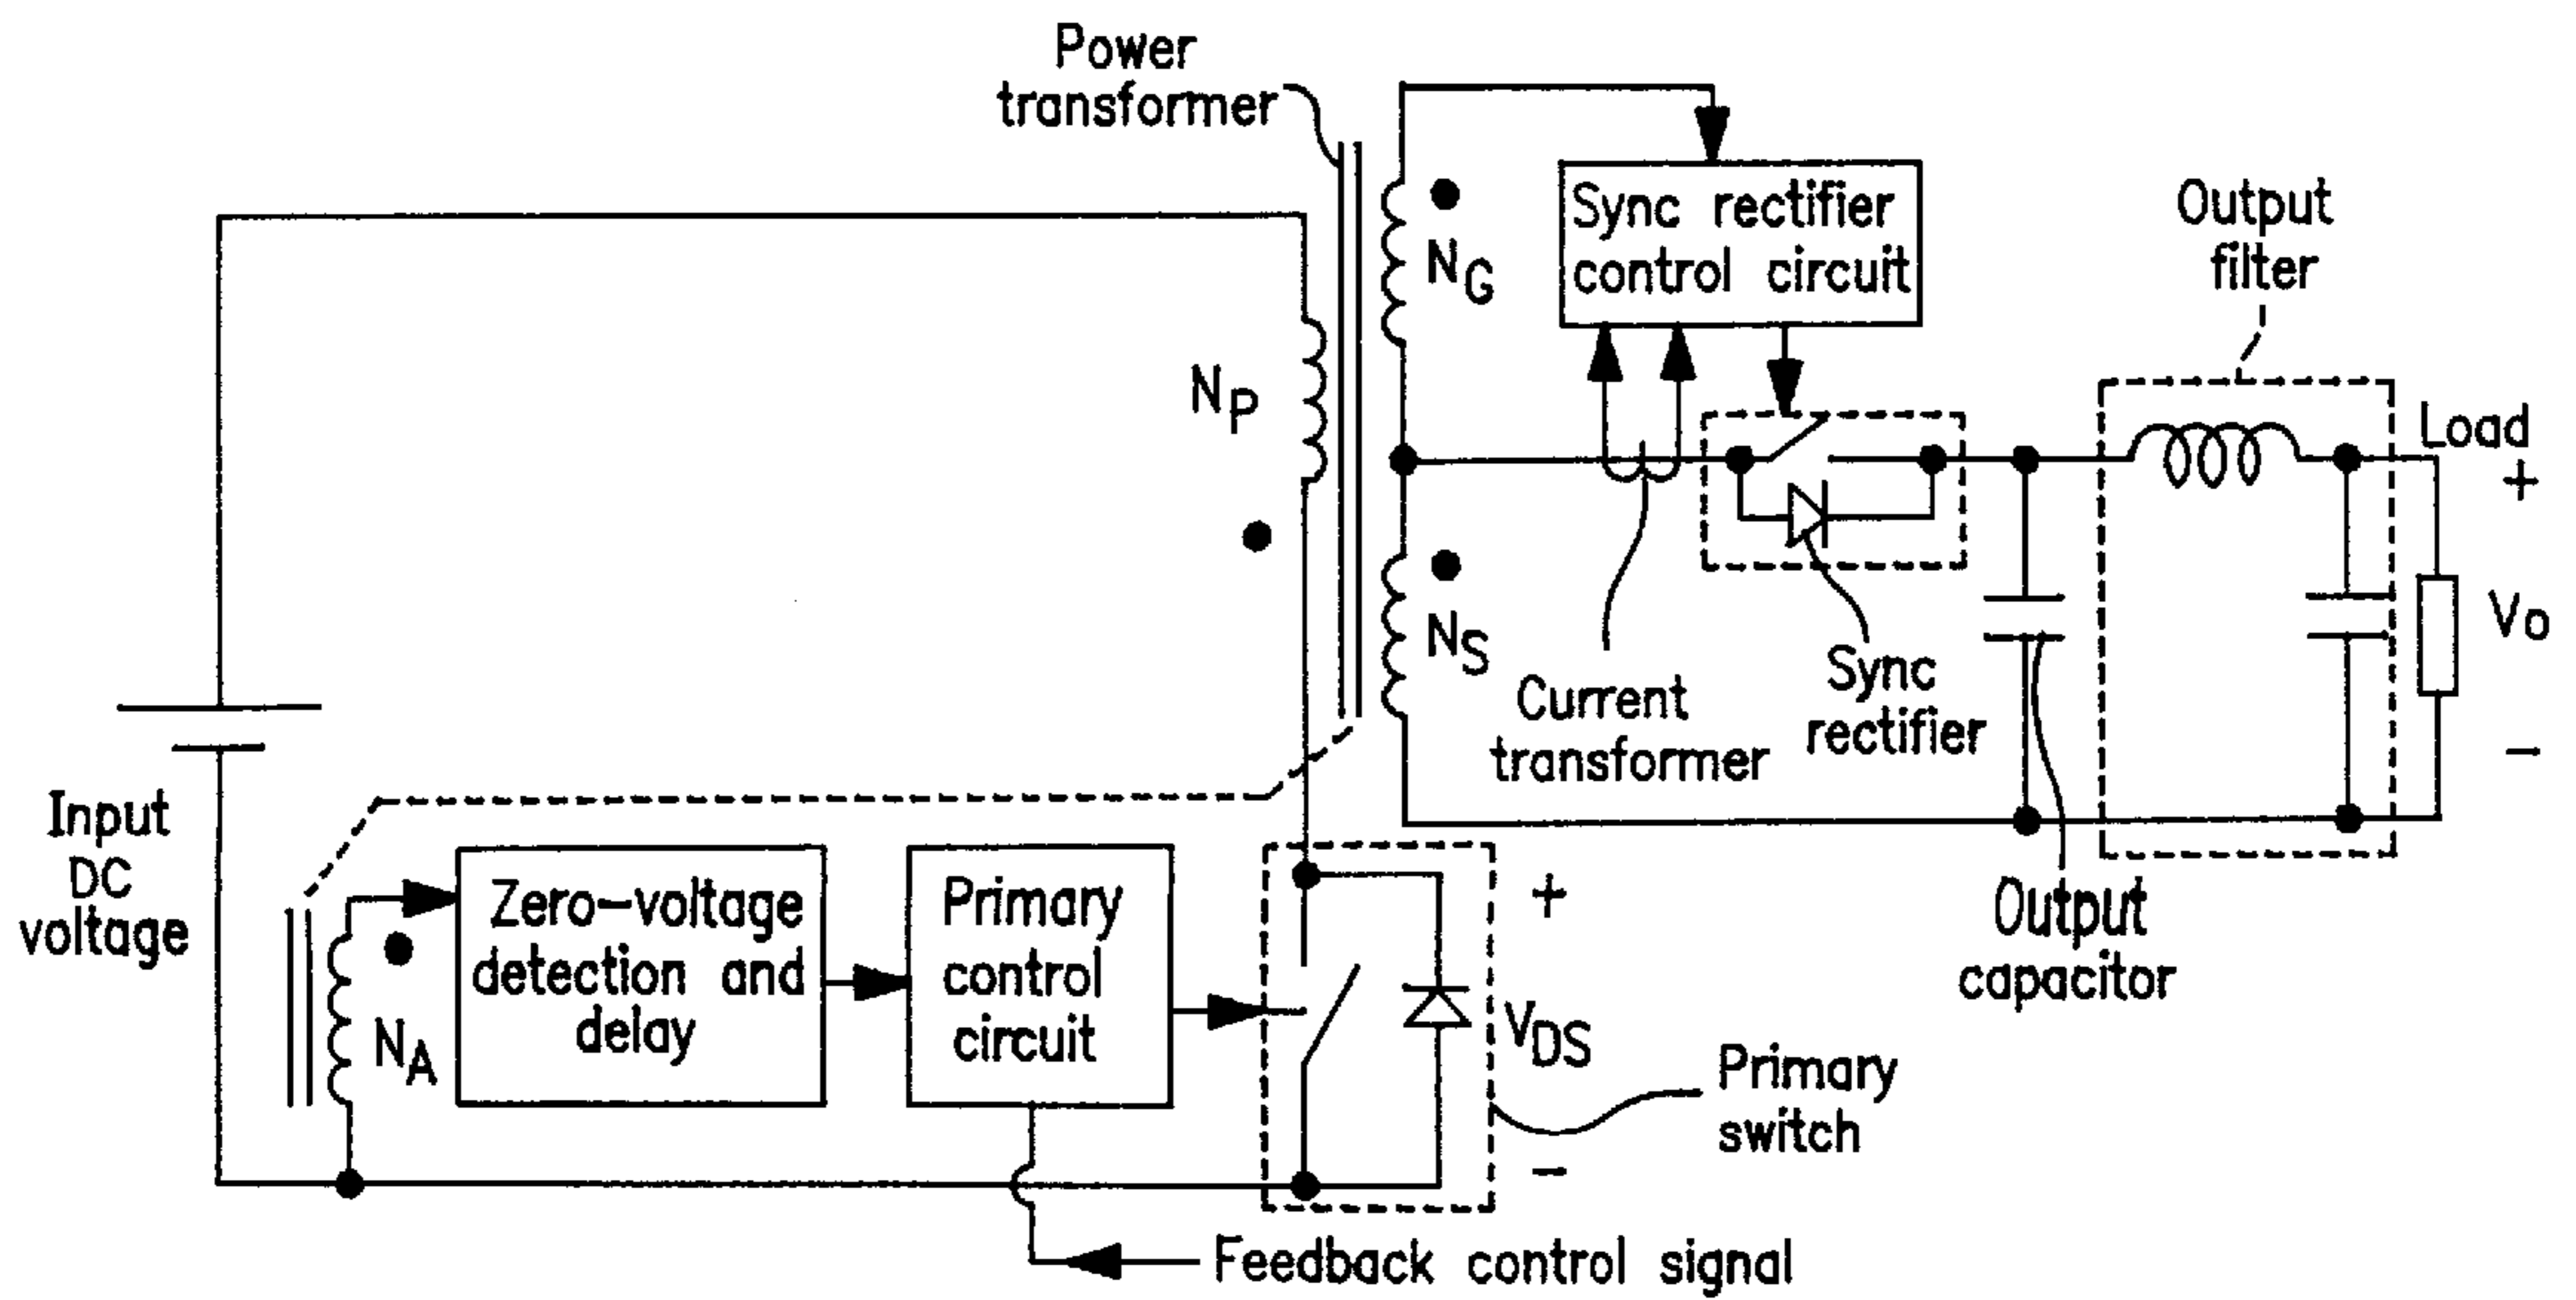 Power
transformer
Sync rectifier
control circuit
Output
filter
N_G
N_P
Load
+
N_S
V_o
Current
transformer
Sync
rectifier
−
Input
DC
voltage
Zero-voltage
detection and
delay
N_A
Primary
control
circuit
+
V_DS
−
Output
capacitor
Primary
switch
Feedback control signal